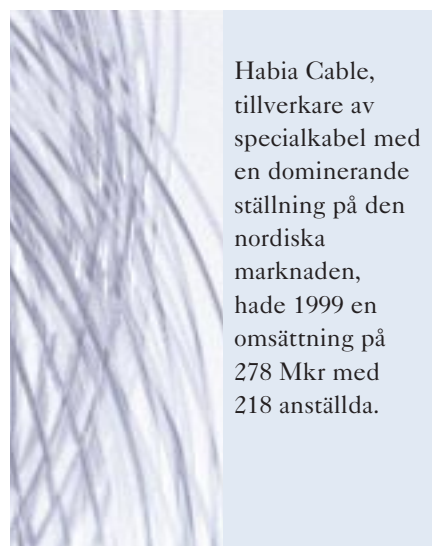 Habia Cable,
tillverkare av
specialkabel med
en dominerande
ställning på den
nordiska
marknaden,
hade 1999 en
omsättning på
278 Mkr med
218 anställda.